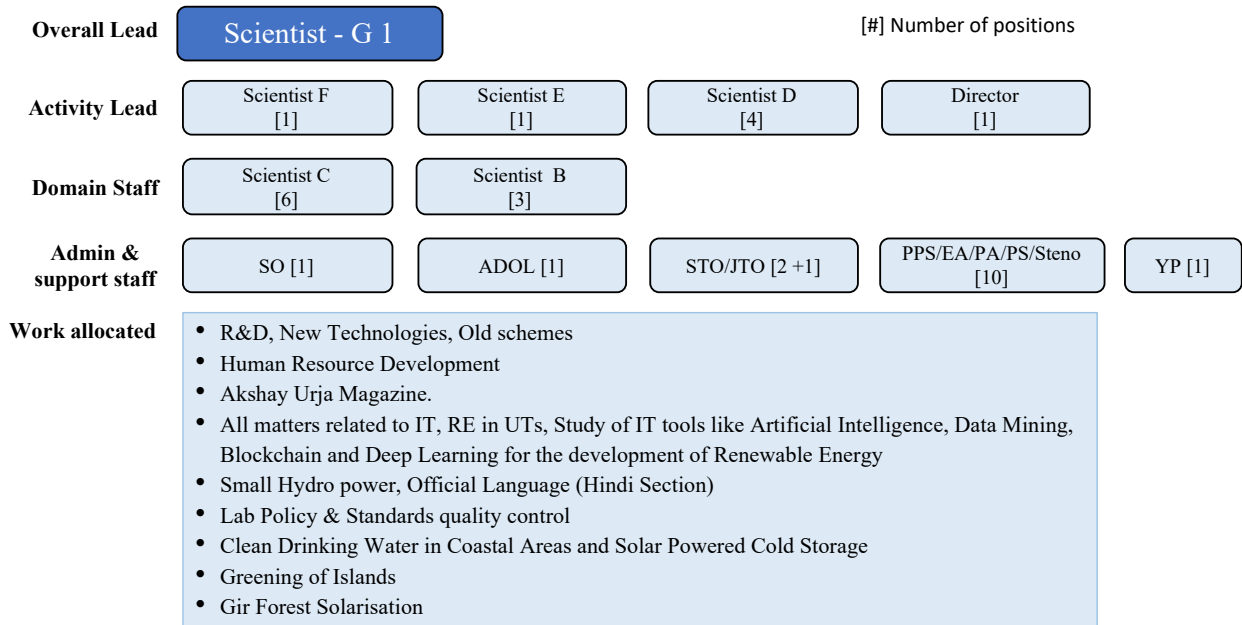 Overall Lead
Scientist - G 1
[#] Number of positions
Activity Lead
Scientist F
[1]
Scientist E
[1]
Scientist D
[4]
Director
[1]
Domain Staff
Scientist C
[6]
Scientist B
[3]
Admin &
support staff
SO [1]
ADOL [1]
STO/JTO [2 +1]
PPS/EA/PA/PS/Steno
[10]
YP [1]
Work allocated
• R&D, New Technologies, Old schemes
• Human Resource Development
• Akshay Urja Magazine.
• All matters related to IT, RE in UTs, Study of IT tools like Artificial Intelligence, Data Mining,
Blockchain and Deep Learning for the development of Renewable Energy
• Small Hydro power, Official Language (Hindi Section)
• Lab Policy & Standards quality control
• Clean Drinking Water in Coastal Areas and Solar Powered Cold Storage
• Greening of Islands
• Gir Forest Solarisation